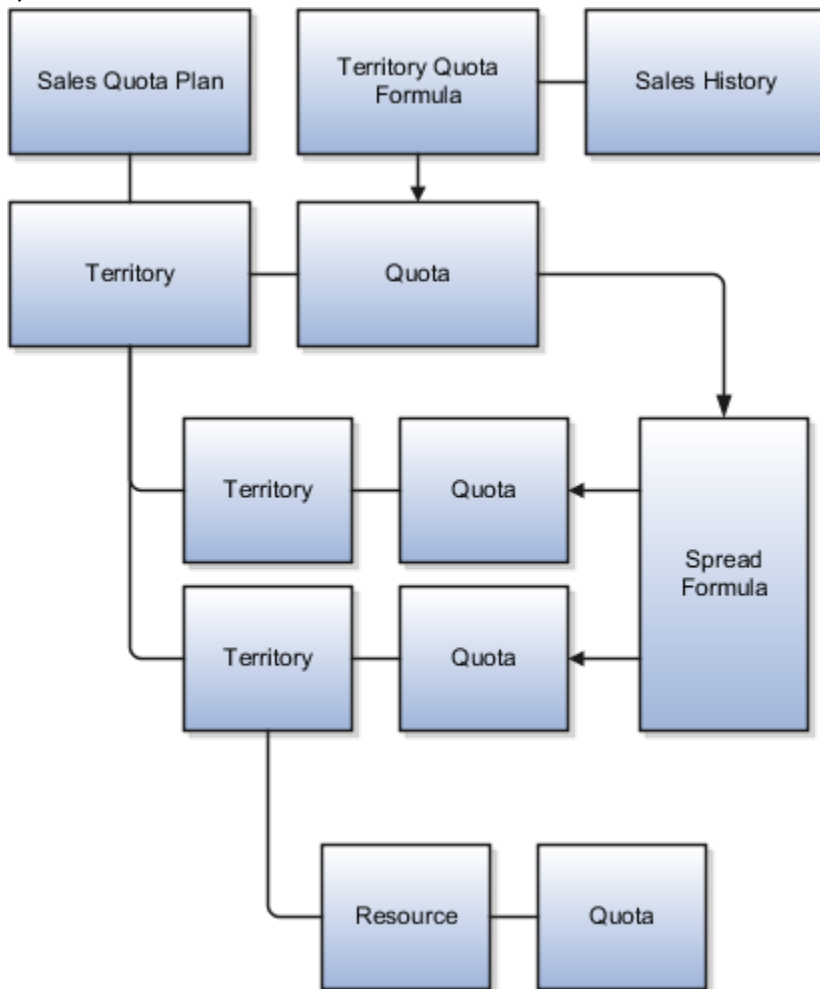 Sales Quota Plan
Territory Quota
Formula
Sales History
Territory
Quota
Territory
Quota
Spread
Formula
Territory
Quota
Resource
Quota